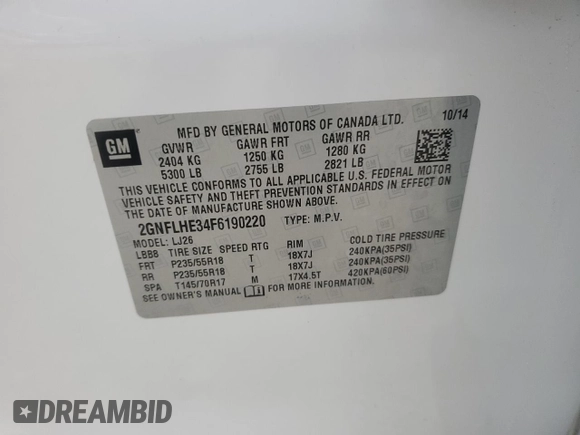 GM
MFD BY GENERAL MOTORS OF CANADA LTD. 10/14
GVWR GAWR FRT GAWR RR
2404 KG 1250 KG 1280 KG
5300 LB 2755 LB 2821 LB
THIS VEHICLE CONFORMS TO ALL APPLICABLE U.S. FEDERAL MOTOR
VEHICLE SAFETY AND THEFT PREVENTION STANDARDS IN EFFECT ON
THE DATE OF MANUFACTURE SHOWN ABOVE.
2GNFLHE34F6190220 TYPE: M.P.V.
MODEL: LJ26
LBB8 TIRE SIZE SPEED RTG RIM COLD TIRE PRESSURE
FRT P235/55R18 T 18X7J 240KPA(35PSI)
RR P235/55R18 T 18X7J 240KPA(35PSI)
SPA T145/70R17 M 17X4.5T 420KPA(60PSI)
SEE OWNER'S MANUAL FOR MORE INFORMATION.
DREAMBID